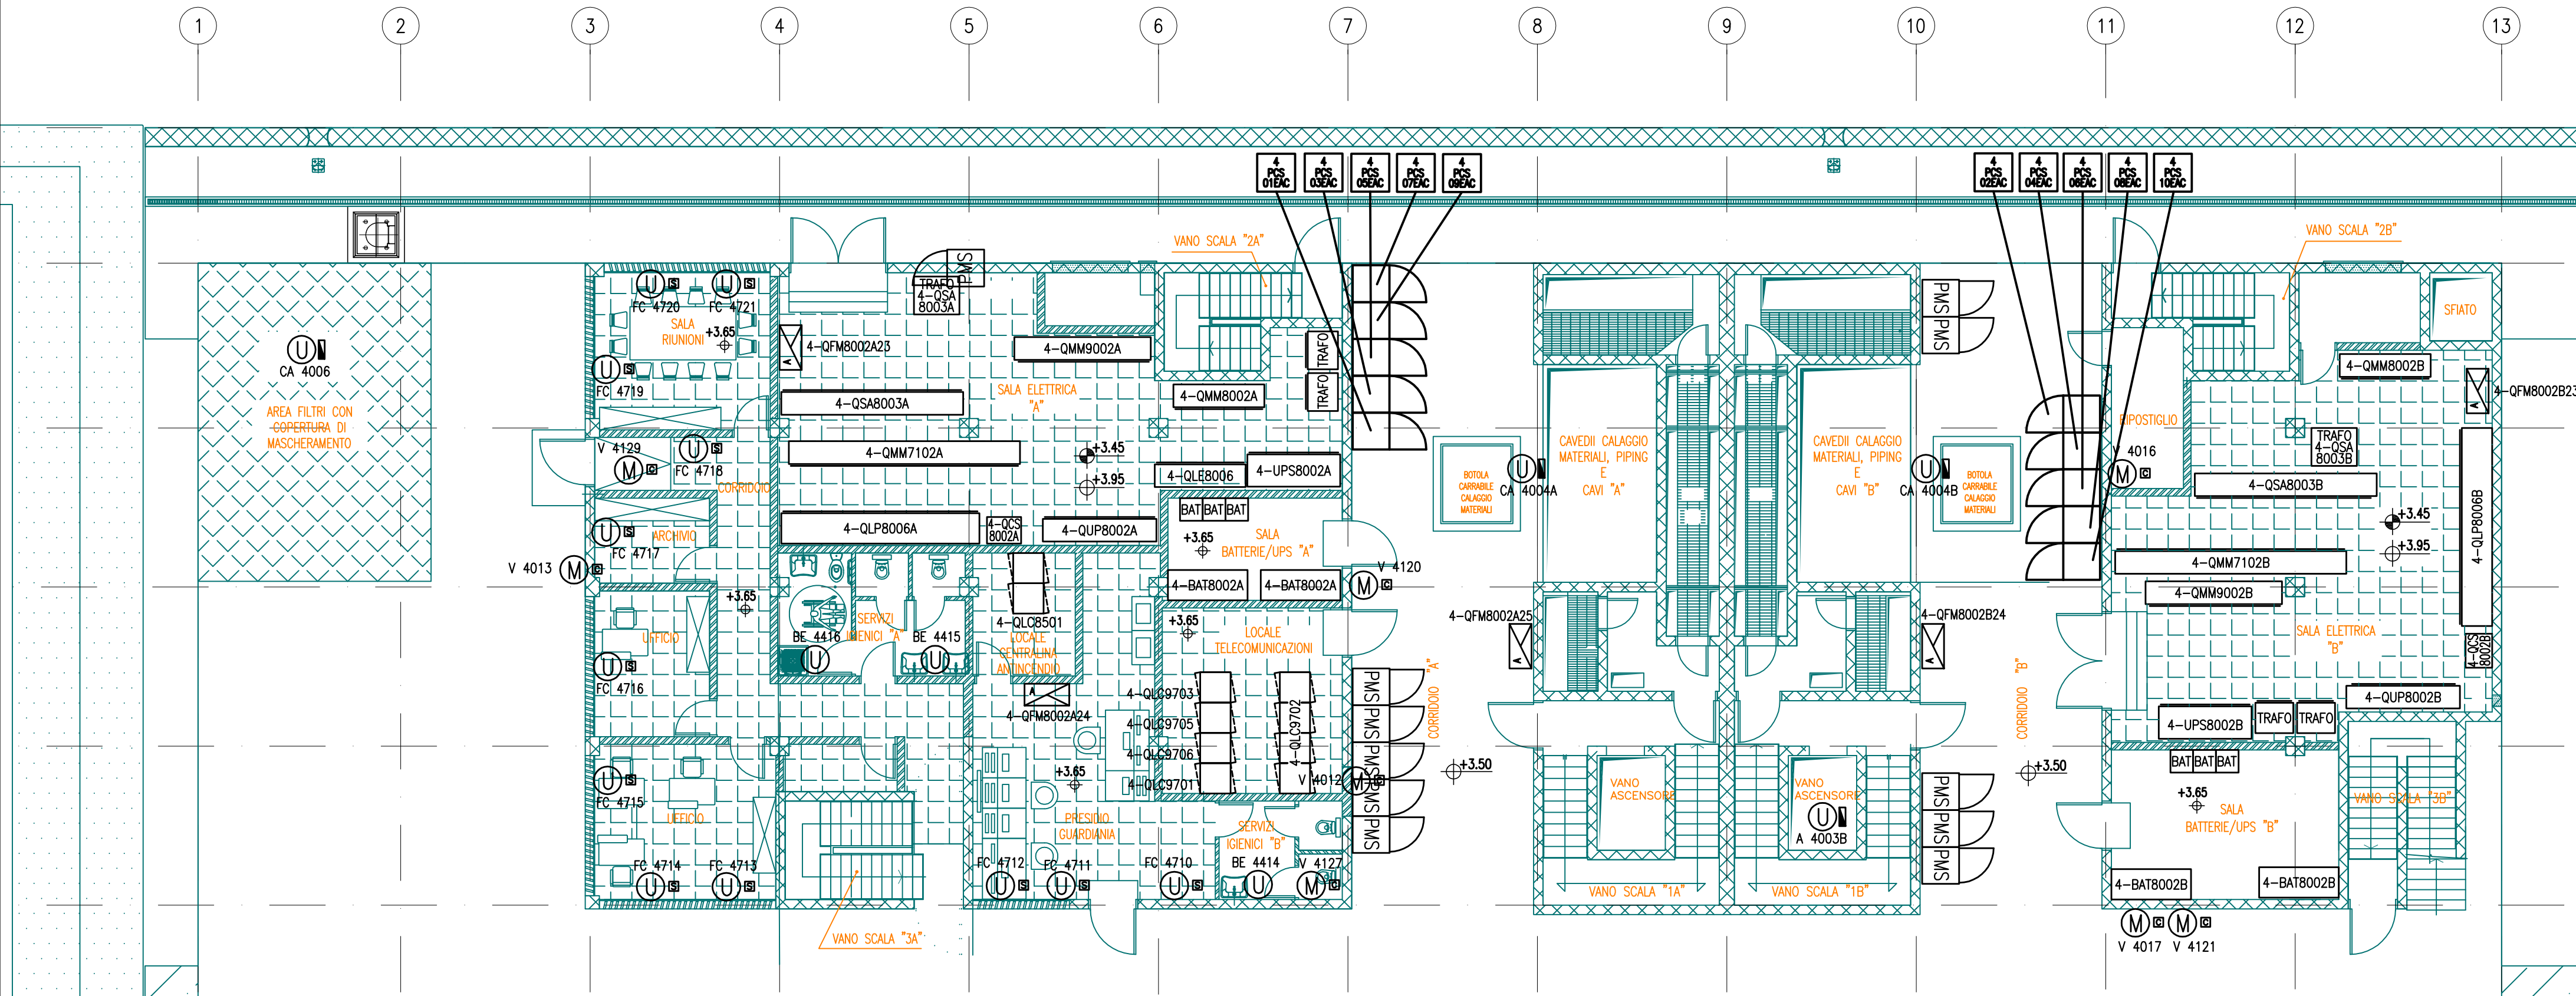 1
2
3
4
5
6
7
8
9
10
11
12
13
4
PCS
01EAC
4
PCS
03EAC
4
PCS
05EAC
4
PCS
07EAC
4
PCS
09EAC
4
PCS
02EAC
4
PCS
04EAC
4
PCS
06EAC
4
PCS
08EAC
4
PCS
10EAC
VANO SCALA "2A"
VANO SCALA "2B"
U
CA 4006
AREA FILTRI CON
COPERTURA DI
MASCHERAMENTO
U S
FC 4720
U S
FC 4721
SALA
RIUNIONI
+3.65
U S
FC 4719
V 4129
M C
U S
FC 4718
CORRIDOIO
U S
FC 4717
ARCHIVIO
V 4013 M C
+3.65
UFFICIO
U S
FC 4716
U S
FC 4715
UFFICIO
FC 4714
U S
FC 4713
U S
PMS
TRAFO
4-QSA
8003A
A
4-QFM8002A23
4-QMM9002A
4-QSA8003A
SALA ELETTRICA
"A"
4-QMM8002A
TRAFO
TRAFO
4-QMM7102A
+3.45
+3.95
4-QLE8006
4-UPS8002A
4-QLP8006A
4-QCS
8002A
4-QUP8002A
BAT BAT BAT
+3.65
SALA
BATTERIE/UPS "A"
4-BAT8002A
4-BAT8002A
V 4120
M C
SERVIZI
IGIENICI "A"
BE 4416
U
BE 4415
U
4-QLC8501
LOCALE
CENTRALINA
ANTINCENDIO
A
4-QFM8002A24
+3.65
LOCALE
TELECOMUNICAZIONI
4-QLC9703
4-QLC9705
4-QLC9706
4-QLC9701
4-QLC9702
V 4012 M C
+3.65
PRESIDIO
GUARDIANIA
FC 4712
U S
FC 4711
U S
FC 4710
U S
SERVIZI
IGIENICI "B"
BE 4414
U
V 4127
M C
VANO SCALA "3A"
PMS
PMS
PMS
PMS
PMS
CORRIDOIO "A"
+3.50
BOTOLA
CARRABILE
CALAGGIO
MATERIALI
U
CA 4004A
CAVEDII CALAGGIO
MATERIALI, PIPING
E
CAVI "A"
CAVEDII CALAGGIO
MATERIALI, PIPING
E
CAVI "B"
U
CA 4004B
BOTOLA
CARRABILE
CALAGGIO
MATERIALI
4-QFM8002A25
A
4-QFM8002B24
A
VANO
ASCENSORE
VANO
ASCENSORE
U
A 4003B
VANO SCALA "1A"
VANO SCALA "1B"
PMS
PMS
PMS
PMS
PMS
CORRIDOIO "B"
+3.50
SFIATO
RIPOSTIGLIO
V 4016
M C
4-QMM8002B
A
4-QFM8002B23
TRAFO
4-QSA
8003B
4-QSA8003B
4-QLP8006B
+3.45
+3.95
4-QMM7102B
4-QMM9002B
SALA ELETTRICA
"B"
4-QCS
8002B
4-QUP8002B
4-UPS8002B
TRAFO
TRAFO
BAT BAT BAT
+3.65
SALA
BATTERIE/UPS "B"
VANO SCALA "3B"
4-BAT8002B
4-BAT8002B
M C
V 4017
M C
V 4121